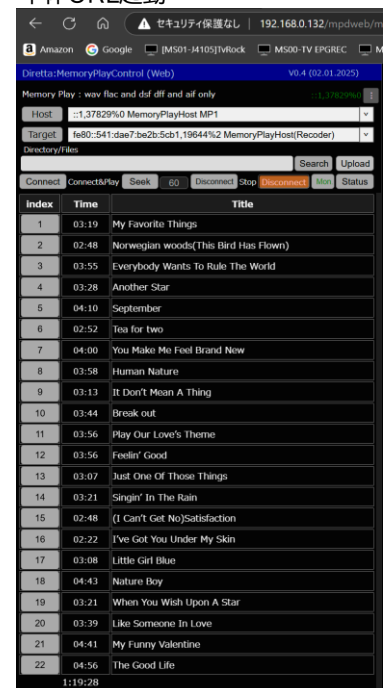 セキュリティ保護なし 192.168.0.132/mpdweb/m
Amazon Google [MS01-J4105]TvRock MS00-TV EPGREC M
Diretta:MemoryPlayControl (Web) V0.4 (02.01.2025)
Memory Play : wav flac and dsf dff and aif only ::1,37829%0
Host ::1,37829%0 MemoryPlayHost MP1
Target fe80::541:dae7:be2b:5cb1,19644%2 MemoryPlayHost(Recoder)
Directory/Files
Search Upload
Connect Connect&Play Seek 60 Disconnect Stop Disconnect Mon Status
index Time Title
1 03:19 My Favorite Things
2 02:48 Norwegian woods(This Bird Has Flown)
3 03:55 Everybody Wants To Rule The World
4 03:28 Another Star
5 04:10 September
6 02:52 Tea for two
7 04:00 You Make Me Feel Brand New
8 03:58 Human Nature
9 03:13 It Don't Mean A Thing
10 03:44 Break out
11 03:56 Play Our Love's Theme
12 03:56 Feelin' Good
13 03:07 Just One Of Those Things
14 03:21 Singin' In The Rain
15 02:48 (I Can't Get No)Satisfaction
16 02:22 I've Got You Under My Skin
17 03:08 Little Girl Blue
18 04:43 Nature Boy
19 03:21 When You Wish Upon A Star
20 03:39 Like Someone In Love
21 04:41 My Funny Valentine
22 04:56 The Good Life
1:19:28